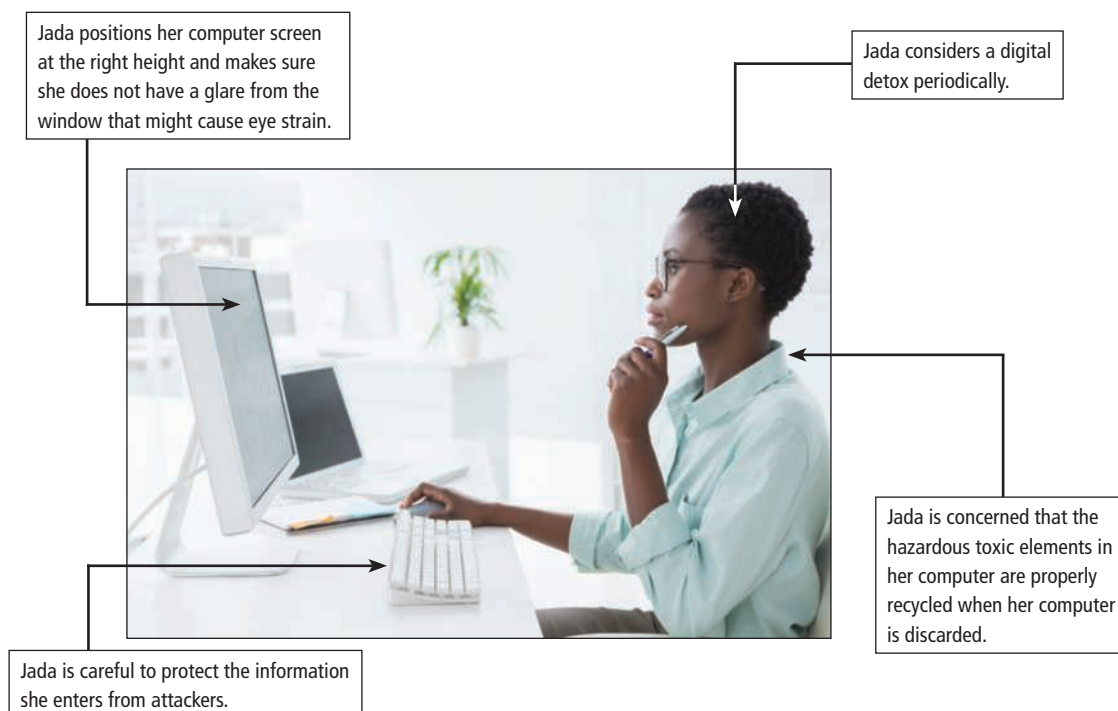 Jada positions her computer screen
at the right height and makes sure
she does not have a glare from the
window that might cause eye strain.
Jada considers a digital
detox periodically.
Jada is concerned that the
hazardous toxic elements in
her computer are properly
recycled when her computer
is discarded.
Jada is careful to protect the information
she enters from attackers.